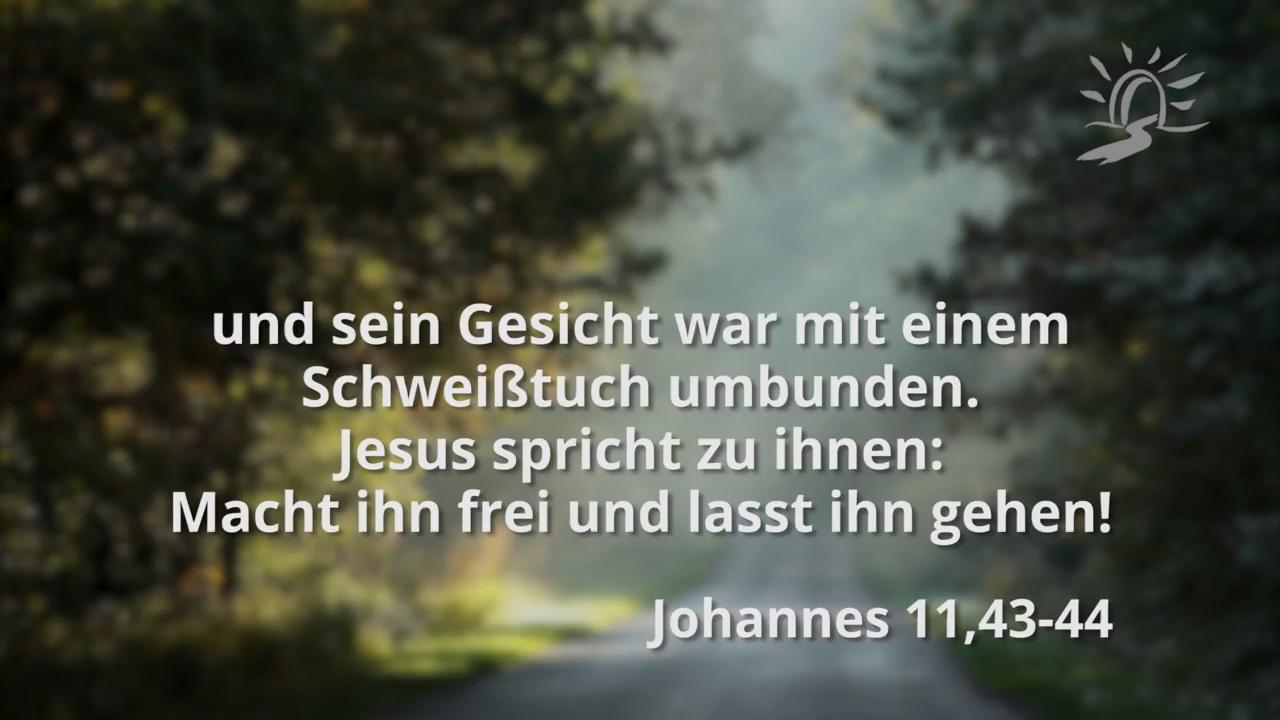 und sein Gesicht war mit einem
Schweißtuch umbunden.
Jesus spricht zu ihnen:
Macht ihn frei und lasst ihn gehen!
Johannes 11,43-44